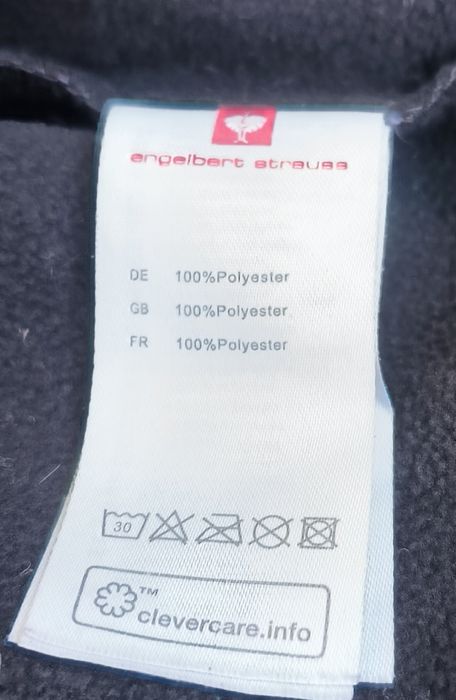 engelbert strauss
DE 100%Polyester
GB 100%Polyester
FR 100%Polyester
30
™
clevercare.info